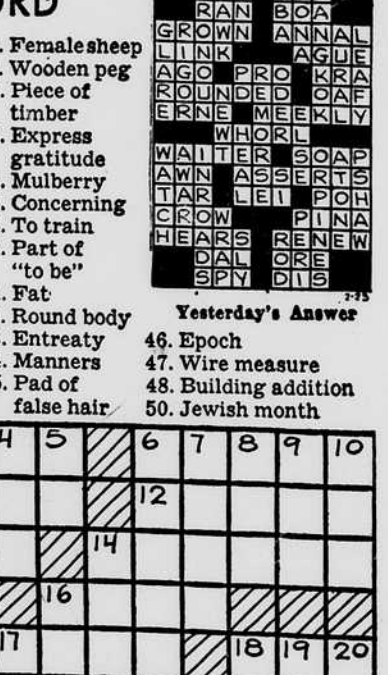 ORD
. Female sheep
. Wooden peg
. Piece of
timber
. Express
gratitude
. Mulberry
. Concerning
. To train
. Part of
"to be"
. Fat
. Round body
. Entreaty
. Manners
. Pad of
false hair
RAN BOA
GROWN ANNAL
LINK AGUE
AGO PRO KRA
ROUNDED OAF
ERNE MEEKLY
WHORL
WAITER SOAP
AWN ASSERTS
TAR LEI POH
CROW PINA
HEARS RENEW
DAL ORE
SPY DIS
Yesterday's Answer
46. Epoch
47. Wire measure
48. Building addition
50. Jewish month
4 5 6 7 8 9 10
12
14
16
17 18 19 20